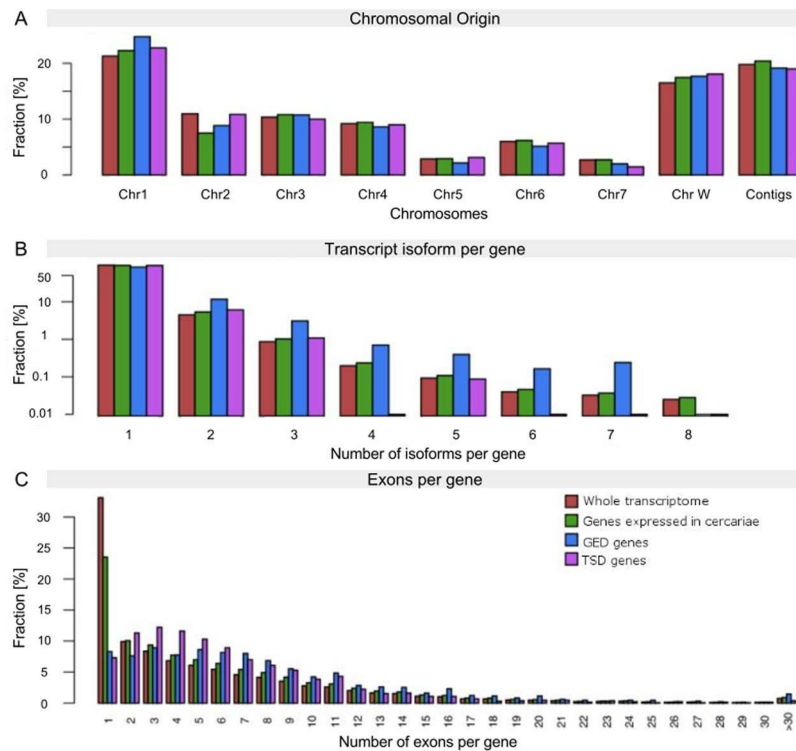 A
Chromosomal Origin
Fraction [%]
20
10
0
Chr1 Chr2 Chr3 Chr4 Chr5 Chr6 Chr7 Chr W Contigs
Chromosomes
B
Transcript isoform per gene
Fraction [%]
50
10
1
0.1
0.01
1 2 3 4 5 6 7 8
Number of isoforms per gene
C
Exons per gene
Fraction [%]
30
25
20
15
10
5
0
Whole transcriptome
Genes expressed in cercariae
GED genes
TSD genes
1 2 3 4 5 6 7 8 9 10 11 12 13 14 15 16 17 18 19 20 21 22 23 24 25 26 27 28 29 30 >30
Number of exons per gene